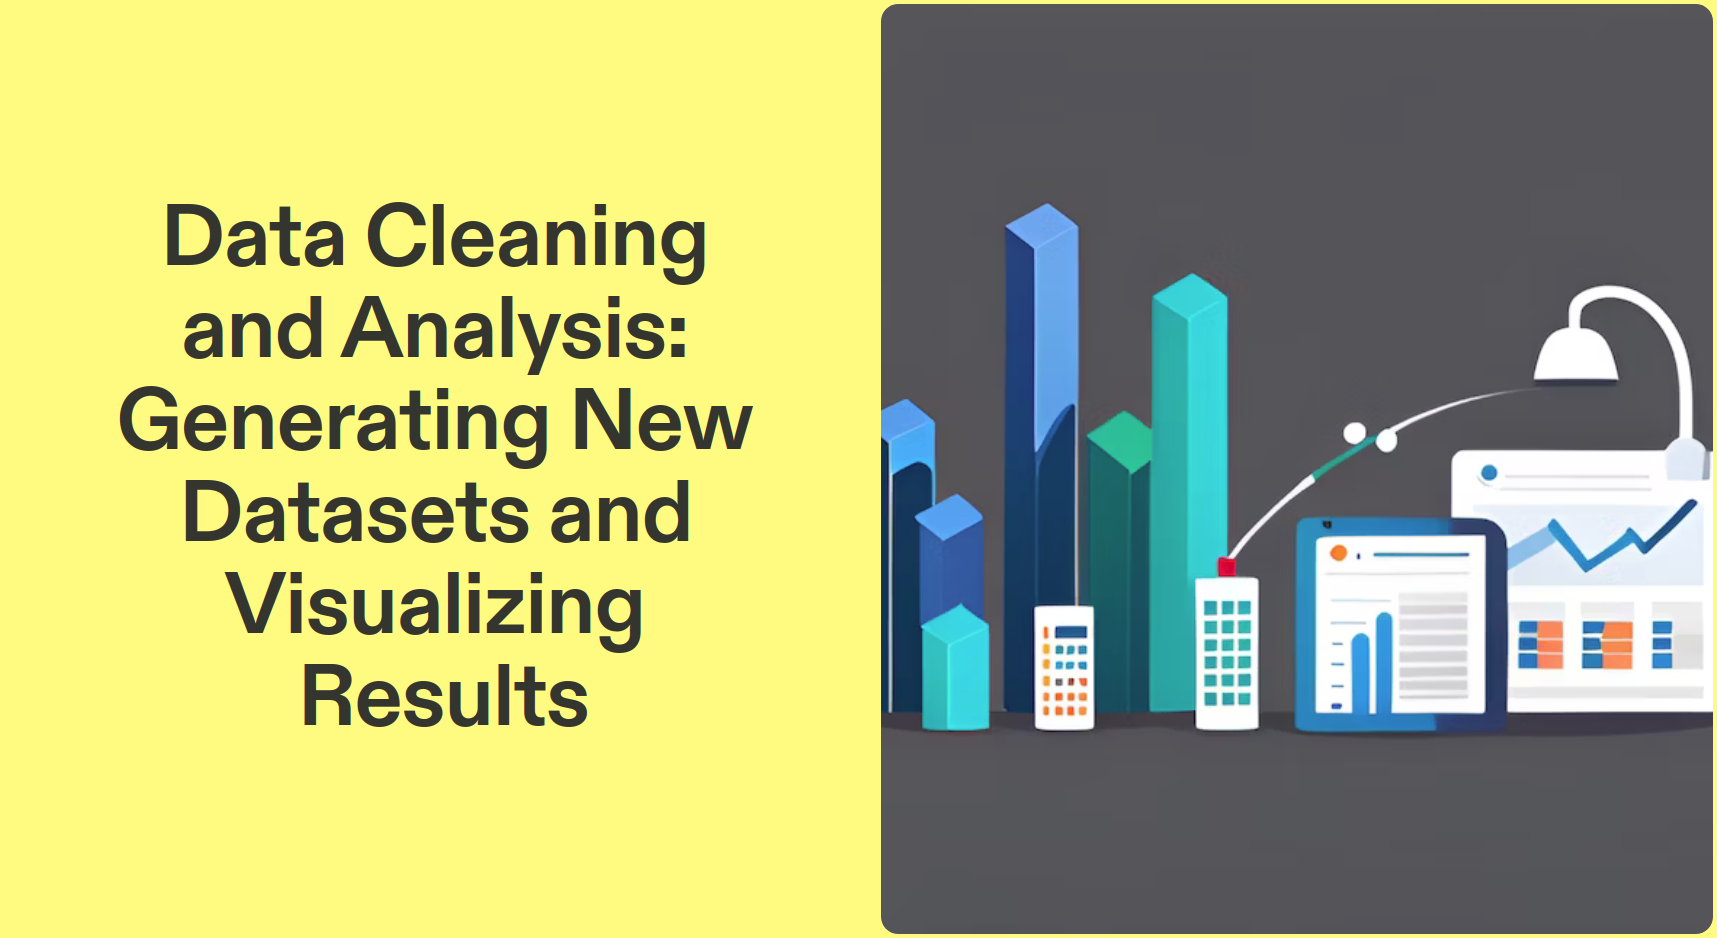 Data Cleaning
and Analysis:
Generating New
Datasets and
Visualizing
Results